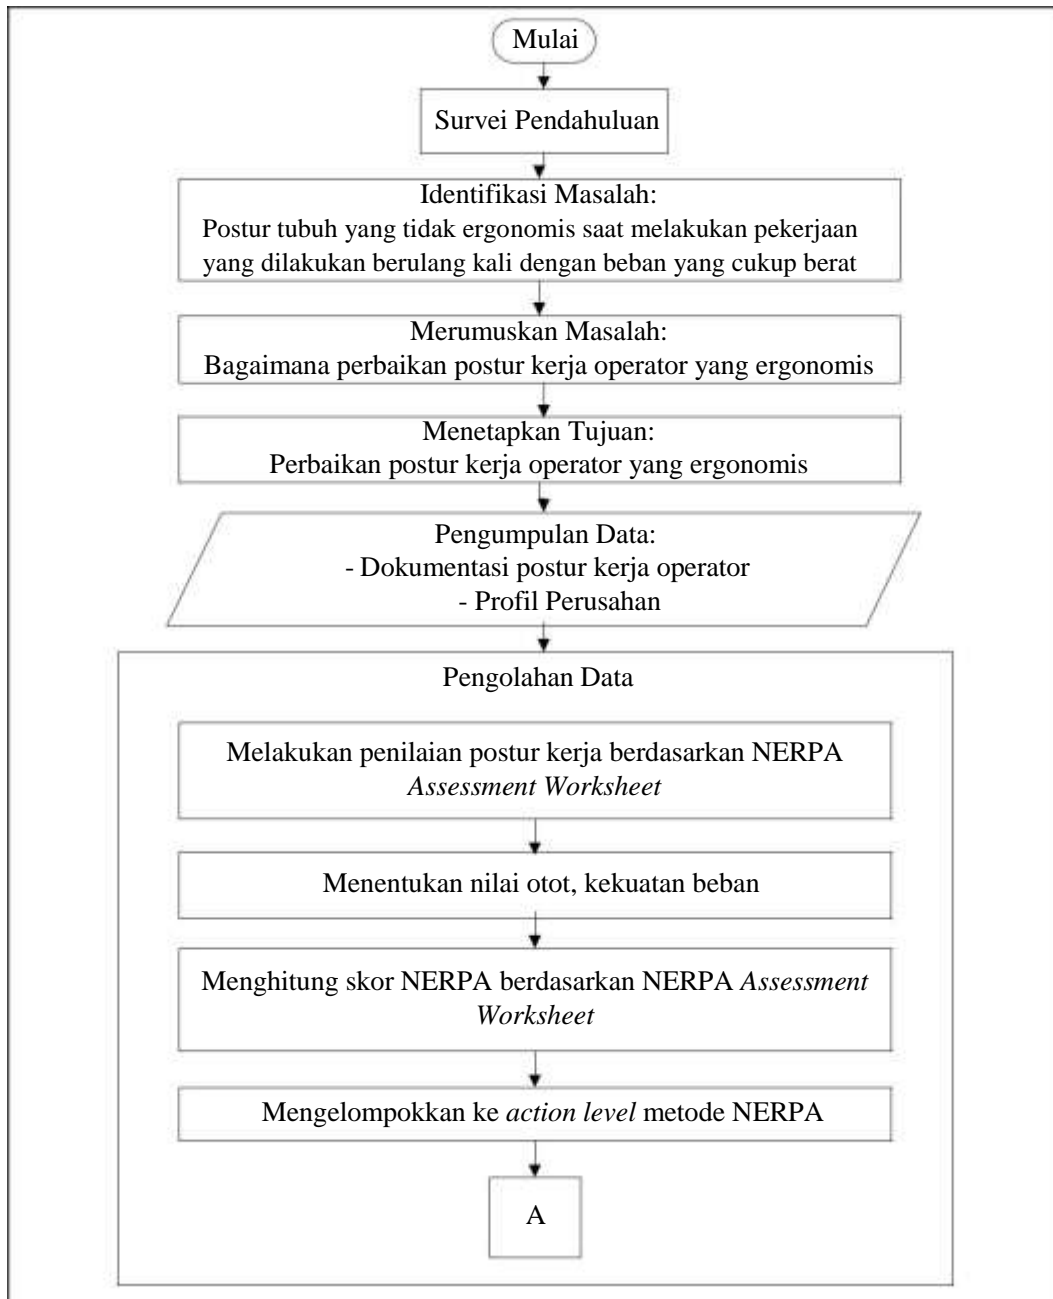 Mulai
Survei Pendahuluan
Identifikasi Masalah:
Postur tubuh yang tidak ergonomis saat melakukan pekerjaan
yang dilakukan berulang kali dengan beban yang cukup berat
Merumuskan Masalah:
Bagaimana perbaikan postur kerja operator yang ergonomis
Menetapkan Tujuan:
Perbaikan postur kerja operator yang ergonomis
Pengumpulan Data:
- Dokumentasi postur kerja operator
- Profil Perusahan
Pengolahan Data
Melakukan penilaian postur kerja berdasarkan NERPA
Assessment Worksheet
Menentukan nilai otot, kekuatan beban
Menghitung skor NERPA berdasarkan NERPA Assessment
Worksheet
Mengelompokkan ke action level metode NERPA
A